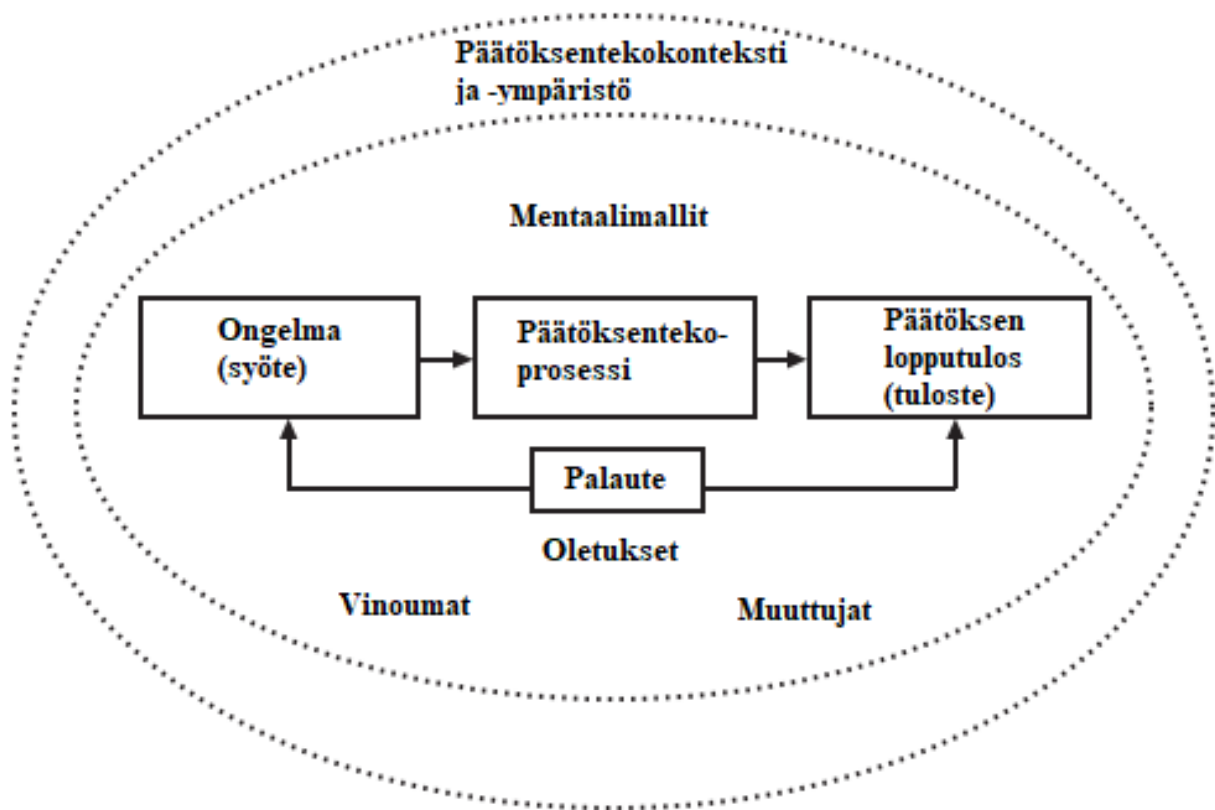 Päätöksentekokonteksti
ja -ympäristö
Mentaalimallit
Ongelma
(syöte)
Päätöksenteko-
prosessi
Päätöksen
lopputulos
(tuloste)
Palaute
Oletukset
Vinoumat
Muuttujat